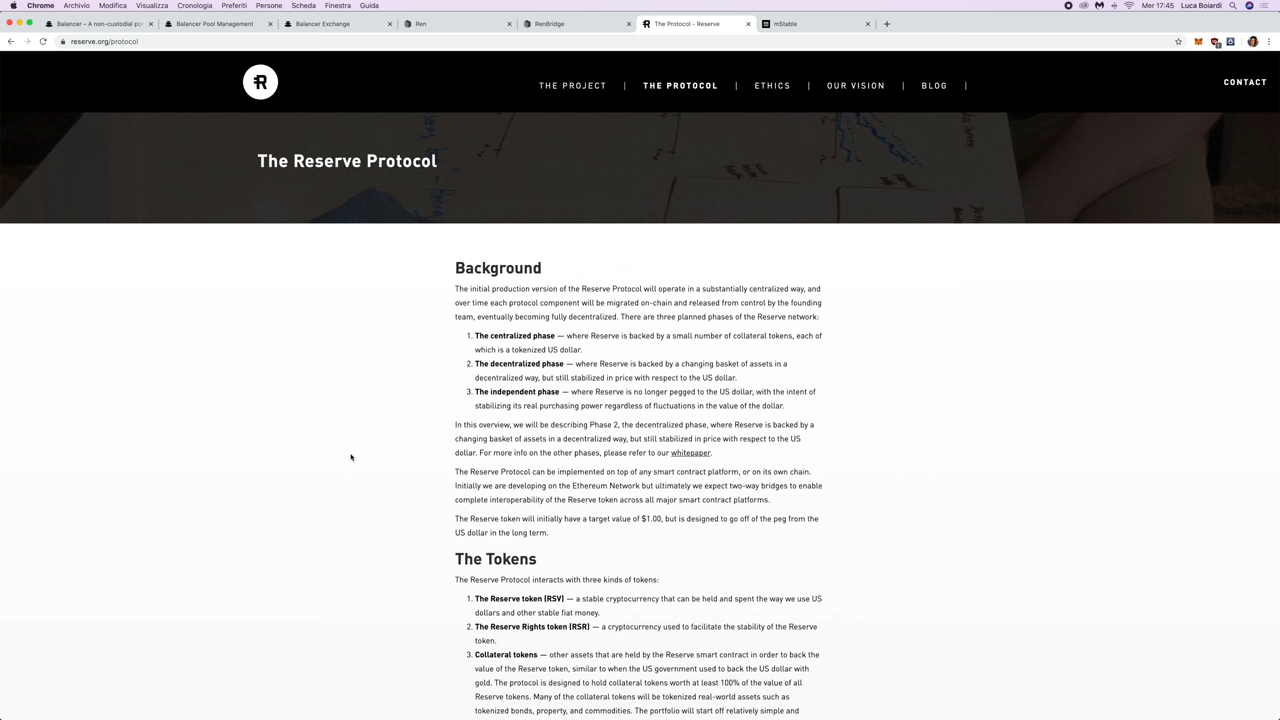 Chrome Archivio Modifica Visualizza Cronologia Preferiti Persone Scheda Finestra Guida Mer 17:45 Luca Boiardi
Balancer – A non-custodial po Balancer Pool Management Balancer Exchange Ren RenBridge The Protocol - Reserve mStable
reserve.org/protocol
R THE PROJECT | THE PROTOCOL | ETHICS | OUR VISION | BLOG | CONTACT
The Reserve Protocol
Background
The initial production version of the Reserve Protocol will operate in a substantially centralized way, and
over time each protocol component will be migrated on-chain and released from control by the founding
team, eventually becoming fully decentralized. There are three planned phases of the Reserve network:
1. The centralized phase — where Reserve is backed by a small number of collateral tokens, each of
which is a tokenized US dollar.
2. The decentralized phase — where Reserve is backed by a changing basket of assets in a
decentralized way, but still stabilized in price with respect to the US dollar.
3. The independent phase — where Reserve is no longer pegged to the US dollar, with the intent of
stabilizing its real purchasing power regardless of fluctuations in the value of the dollar.
In this overview, we will be describing Phase 2, the decentralized phase, where Reserve is backed by a
changing basket of assets in a decentralized way, but still stabilized in price with respect to the US
dollar. For more info on the other phases, please refer to our whitepaper.
The Reserve Protocol can be implemented on top of any smart contract platform, or on its own chain.
Initially we are developing on the Ethereum Network but ultimately we expect two-way bridges to enable
complete interoperability of the Reserve token across all major smart contract platforms.
The Reserve token will initially have a target value of $1.00, but is designed to go off of the peg from the
US dollar in the long term.
The Tokens
The Reserve Protocol interacts with three kinds of tokens:
1. The Reserve token (RSV) — a stable cryptocurrency that can be held and spent the way we use US
dollars and other stable fiat money.
2. The Reserve Rights token (RSR) — a cryptocurrency used to facilitate the stability of the Reserve
token.
3. Collateral tokens — other assets that are held by the Reserve smart contract in order to back the
value of the Reserve token, similar to when the US government used to back the US dollar with
gold. The protocol is designed to hold collateral tokens worth at least 100% of the value of all
Reserve tokens. Many of the collateral tokens will be tokenized real-world assets such as
tokenized bonds, property, and commodities. The portfolio will start off relatively simple and